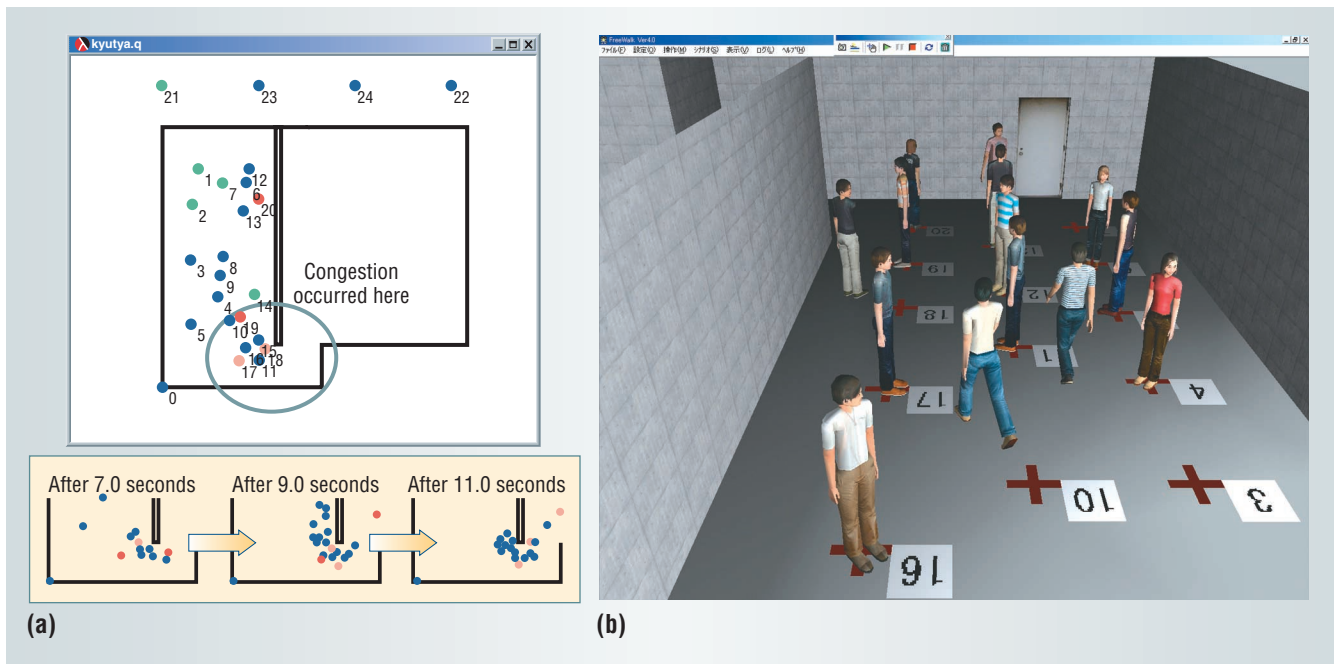 kyutya.q
21 23 24 22
1 7 12
6
2 13 20
3 8
9 Congestion
4 14 occurred here
5 10 19
15
16 18
17 11
0
After 7.0 seconds After 9.0 seconds After 11.0 seconds
(a)
FreeWalk Ver4.0
ファイル(F) 設定(O) 操作(M) シナリオ(S) 表示(V) ログ(L) ヘルプ(H)
20
19
18 12
17 1 4
16 10 3
(b)